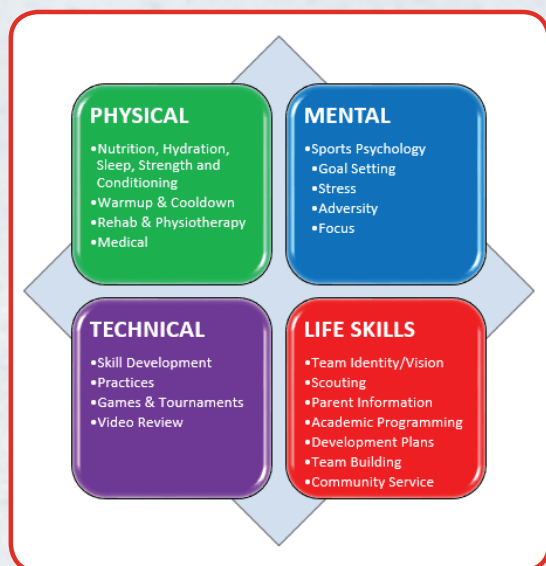 PHYSICAL
•Nutrition, Hydration,
Sleep, Strength and
Conditioning
•Warmup & Cooldown
•Rehab & Physiotherapy
•Medical
MENTAL
•Sports Psychology
•Goal Setting
•Stress
•Adversity
•Focus
TECHNICAL
•Skill Development
•Practices
•Games & Tournaments
•Video Review
LIFE SKILLS
•Team Identity/Vision
•Scouting
•Parent Information
•Academic Programming
•Development Plans
•Team Building
•Community Service